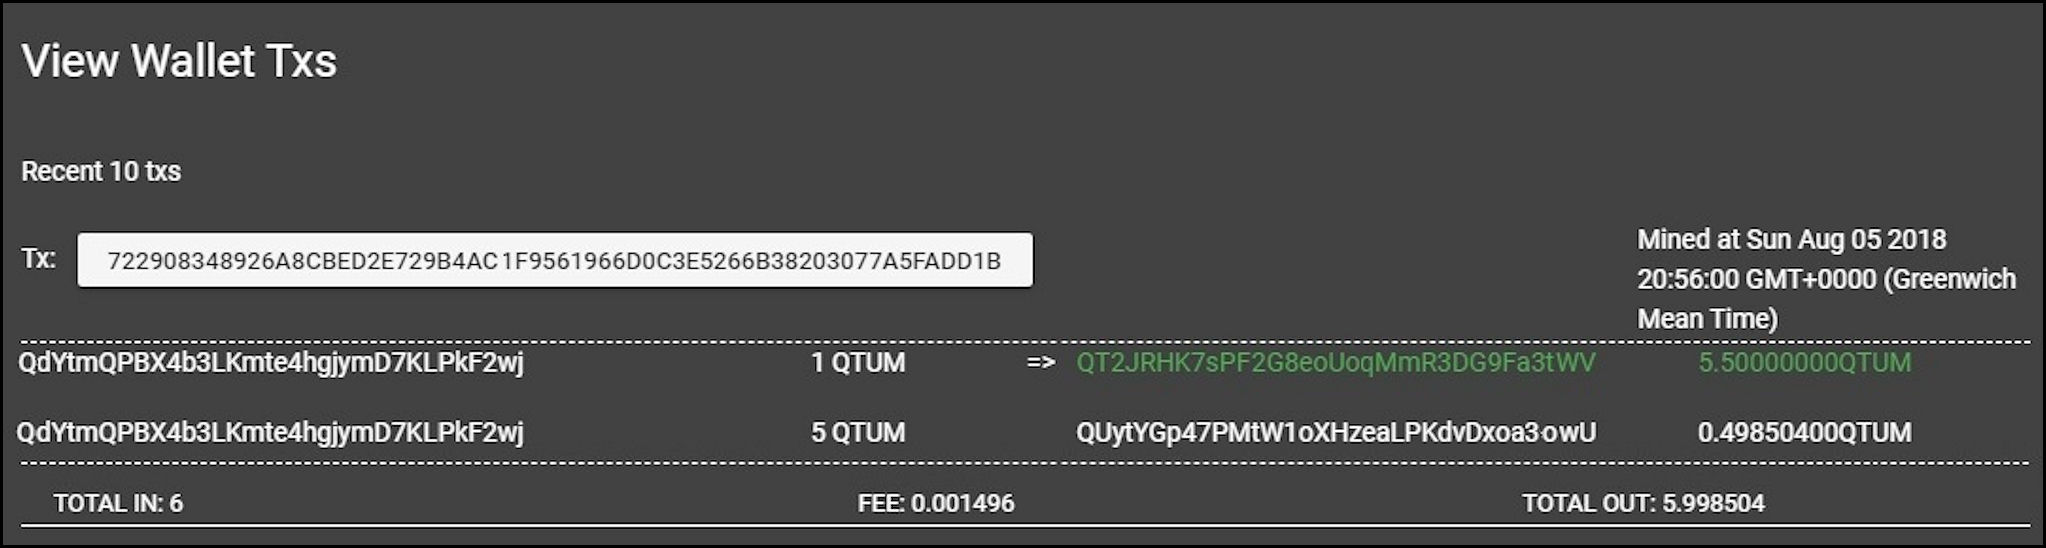 View Wallet Txs
Recent 10 txs
Tx: 722908348926A8CBED2E729B4AC1F9561966D0C3E5266B38203077A5FADD1B
Mined at Sun Aug 05 2018
20:56:00 GMT+0000 (Greenwich
Mean Time)
QdYtmQPBX4b3LKmte4hgjymD7KLPkF2wj 1 QTUM => QT2JRHK7sPF2G8eoUoqMmR3DG9Fa3tWV 5.50000000QTUM
QdYtmQPBX4b3LKmte4hgjymD7KLPkF2wj 5 QTUM QUytYGp47PMtW1oXHzeaLPKdvDxoa3owU 0.49850400QTUM
TOTAL IN: 6 FEE: 0.001496 TOTAL OUT: 5.998504